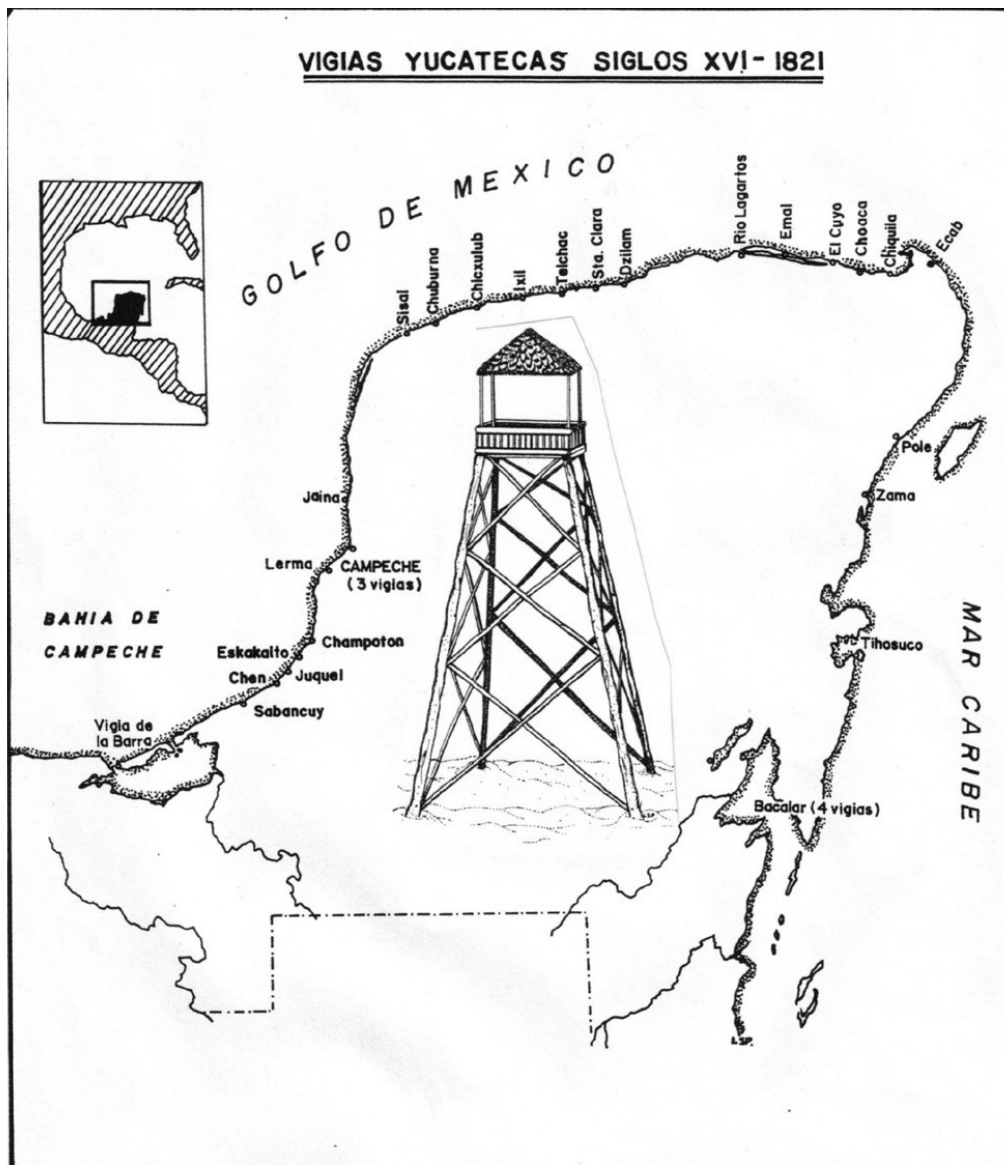 VIGIAS YUCATECAS SIGLOS XVI - 1821
GOLFO DE MEXICO
Sisal
Chuburna
Chicxulub
Ixil
Telchac
Sta. Clara
Dzilam
Rio Lagartos
Emal
El Cuyo
Choaca
Chiquila
Ecab
Pole
Zama
Jaina
Lerma
CAMPECHE
(3 vigias)
BAHIA DE
CAMPECHE
Champoton
Eskakalto
Juquel
Chen
Sabancuy
Vigia de
la Barra
Tihosuco
MAR CARIBE
Bacalar (4 vigias)